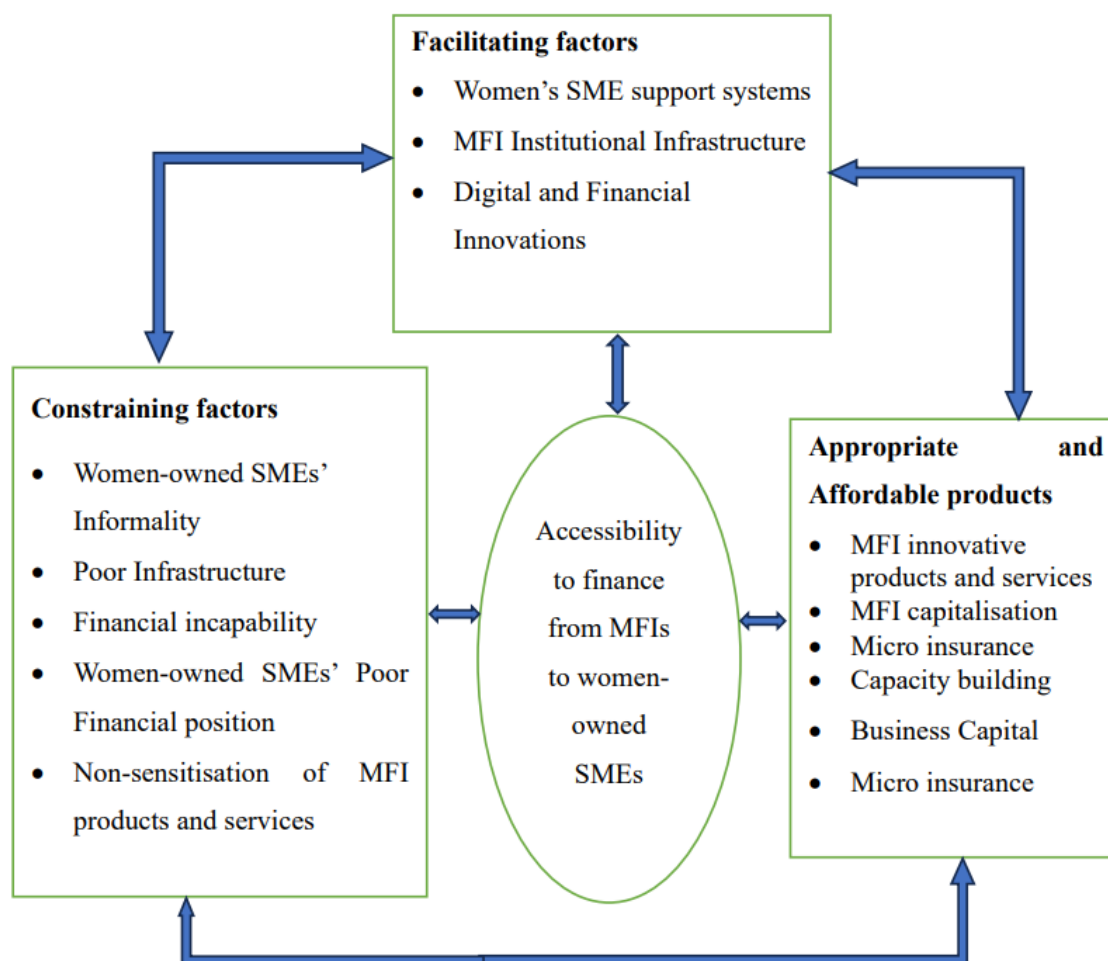 Facilitating factors
• Women’s SME support systems
• MFI Institutional Infrastructure
• Digital and Financial
Innovations
Constraining factors
• Women-owned SMEs’
Informality
• Poor Infrastructure
• Financial incapability
• Women-owned SMEs’ Poor
Financial position
• Non-sensitisation of MFI
products and services
Accessibility
to finance
from MFIs
to women-
owned
SMEs
Appropriate and
Affordable products
• MFI innovative
products and services
• MFI capitalisation
• Micro insurance
• Capacity building
• Business Capital
• Micro insurance